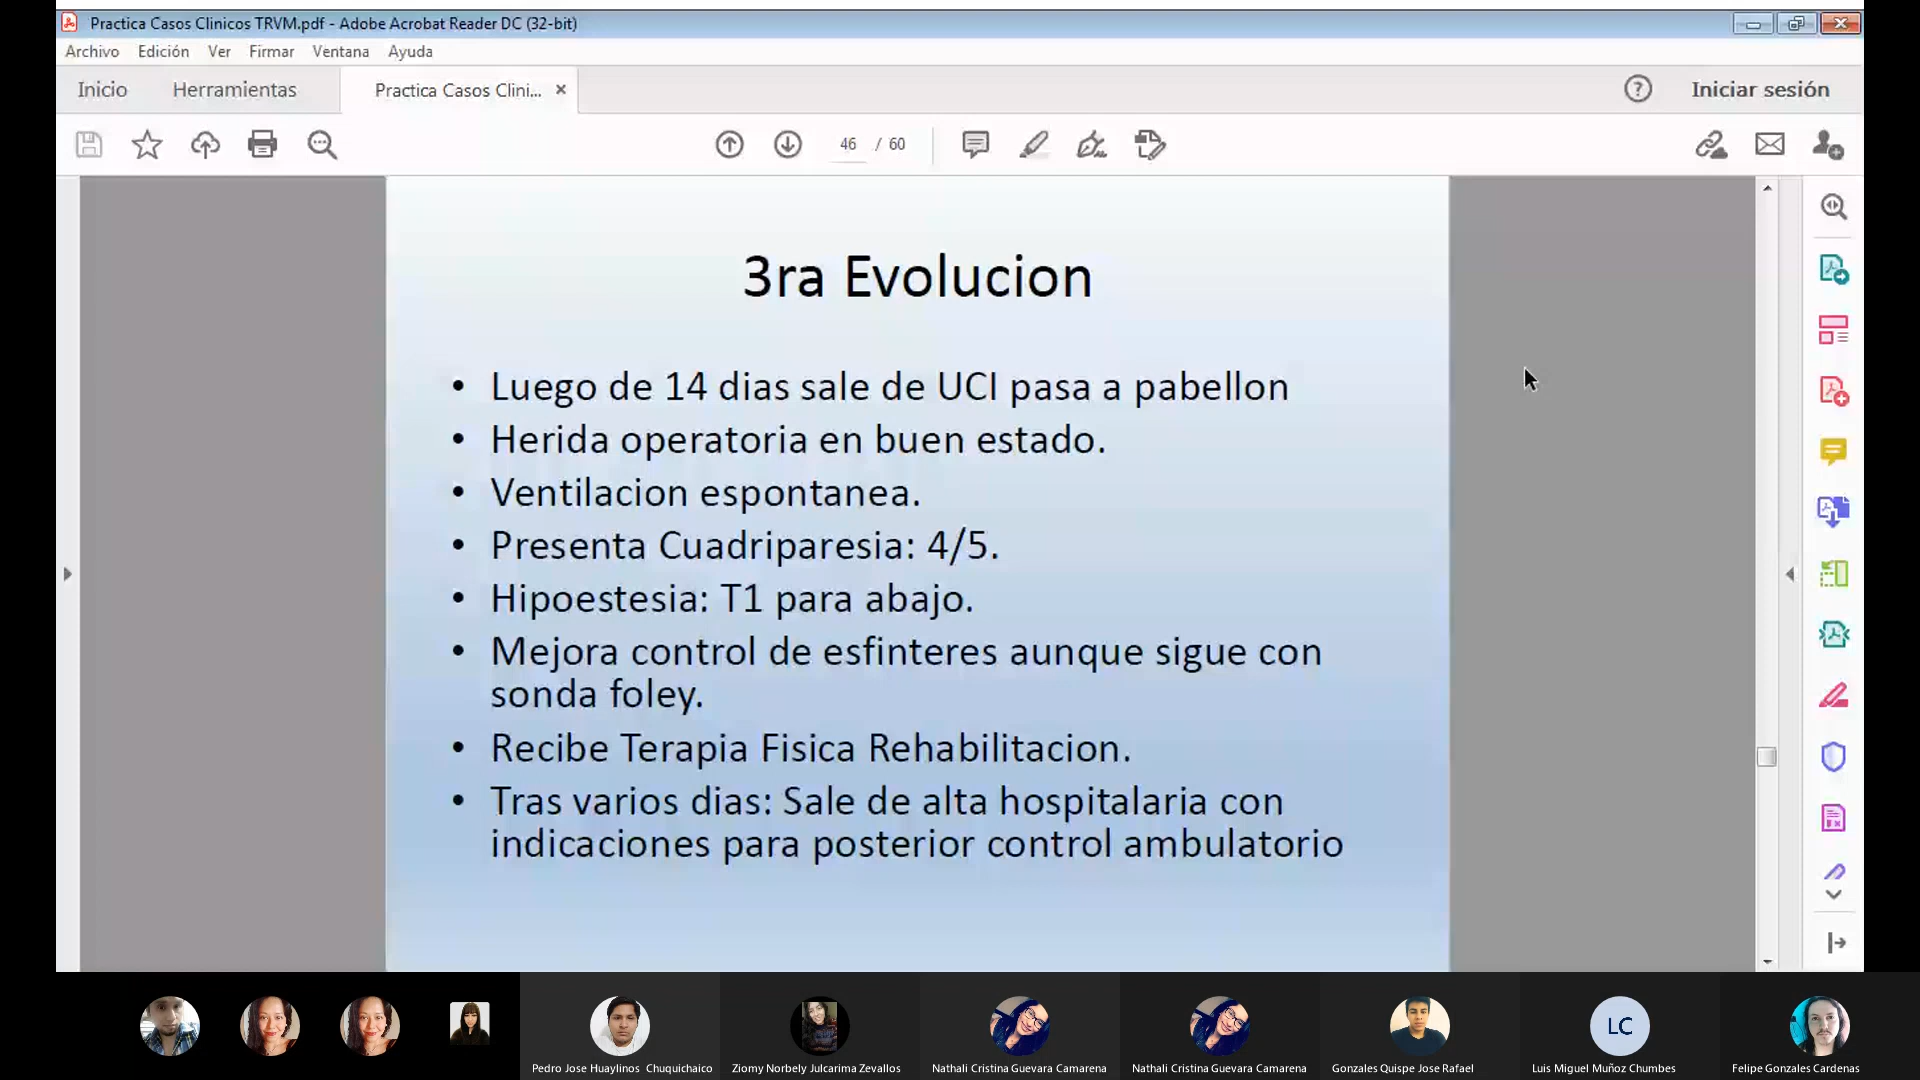 Practica Casos Clinicos TRVM.pdf - Adobe Acrobat Reader DC (32-bit)
Archivo Edición Ver Firmar Ventana Ayuda
Inicio Herramientas Practica Casos Clini... × Iniciar sesión
46 / 60
3ra Evolucion
• Luego de 14 dias sale de UCI pasa a pabellon
• Herida operatoria en buen estado.
• Ventilacion espontanea.
• Presenta Cuadriparesia: 4/5.
• Hipoestesia: T1 para abajo.
• Mejora control de esfinteres aunque sigue con
sonda foley.
• Recibe Terapia Fisica Rehabilitacion.
• Tras varios dias: Sale de alta hospitalaria con
indicaciones para posterior control ambulatorio
LC
Pedro Jose Huaylinos Chuquichaico
Ziomy Norbely Julcarima Zevallos
Nathali Cristina Guevara Camarena
Nathali Cristina Guevara Camarena
Gonzales Quispe Jose Rafael
Luis Miguel Muñoz Chumbes
Felipe Gonzales Cardenas